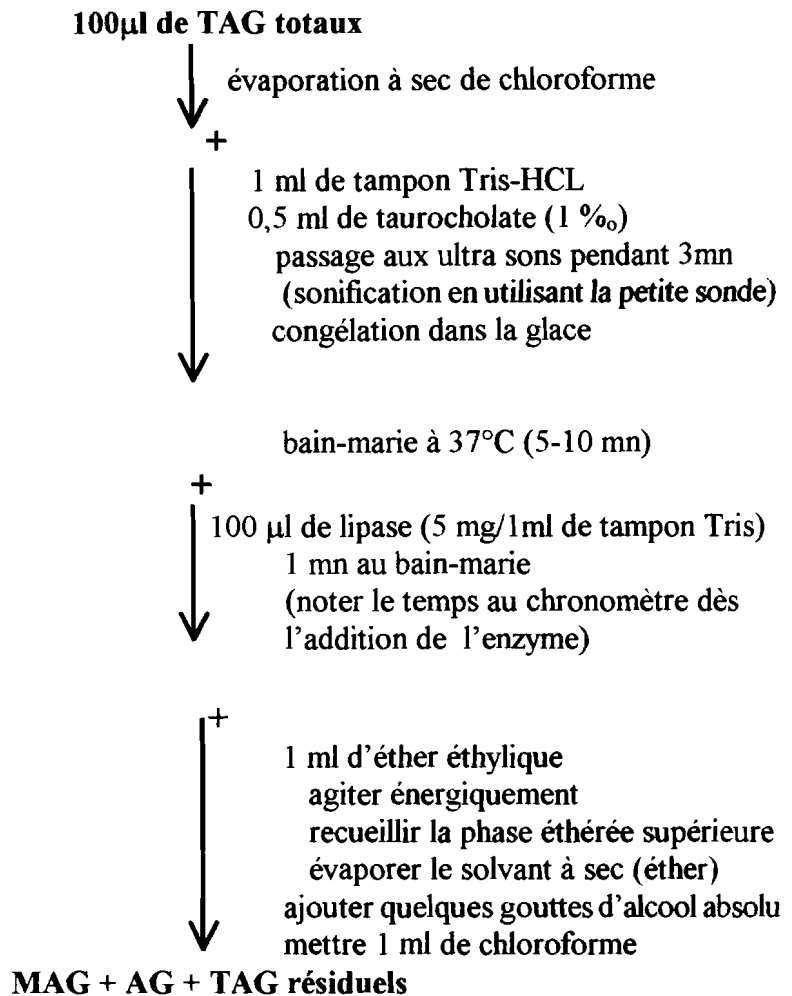 100µl de TAG totaux
évaporation à sec de chloroforme
+
1 ml de tampon Tris-HCL
0,5 ml de taurocholate (1 ‰)
passage aux ultra sons pendant 3mn
(sonification en utilisant la petite sonde)
congélation dans la glace
bain-marie à 37°C (5-10 mn)
+
100 µl de lipase (5 mg/1ml de tampon Tris)
1 mn au bain-marie
(noter le temps au chronomètre dès
l'addition de l'enzyme)
+
1 ml d'éther éthylique
agiter énergiquement
recueillir la phase éthérée supérieure
évaporer le solvant à sec (éther)
ajouter quelques gouttes d'alcool absolu
mettre 1 ml de chloroforme
MAG + AG + TAG résiduels